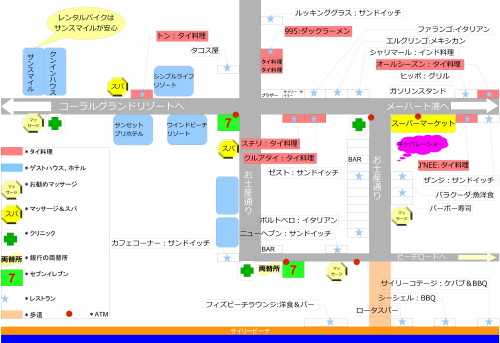 レンタルバイクは
サンスマイルが安心
ルッキンググラス：サンドイッチ
トン：タイ料理
995:ダックラーメン
ファランゴ:イタリアン
エルグリンゴ:メキシカン
タコス屋
シャリマール：インド料理
オールシーズン：タイ料理
タイ料理
タイ料理
ヒッポ：グリル
サンスマイル
クンインハウス
スパ
シンプルライフ
リゾート
ブラザー
ガソリンスタンド
コーラルグランドリゾートへ
メーハート港へ
マッ
サージ
サンセット
プリホテル
ウインドビーチ
リゾート
7
スーパーマーケット
キャバレーショー
スパ
スチリ：タイ料理
クルアタイ：タイ料理
BAR
J'NEE:タイ料理
ゼスト：サンドイッチ
ザンジ：サンドイッチ
バラクーダ:魚洋食
お土産通り
お土産通り
マッ
サージ
バーボー寿司
ポルトベロ：イタリアン
ニューヘブン：サンドイッチ
カフェコーナー：サンドイッチ
BAR
ビーチロードへ
両替所
7
マッ
サージ
サイリーコテージ：ケバブ＆BBQ
シーシェル：BBQ
フィズビーチラウンジ:洋食＆バー
ロータスバー
サイリービーチ
＊タイ料理
＊ゲストハウス、ホテル
マッ
サージ
＊お勧めマッサージ
スパ
＊マッサージ＆スパ
＊クリニック
両替所
＊銀行の両替所
7
＊セブンイレブン
＊レストラン
＊歩道
＊ATM